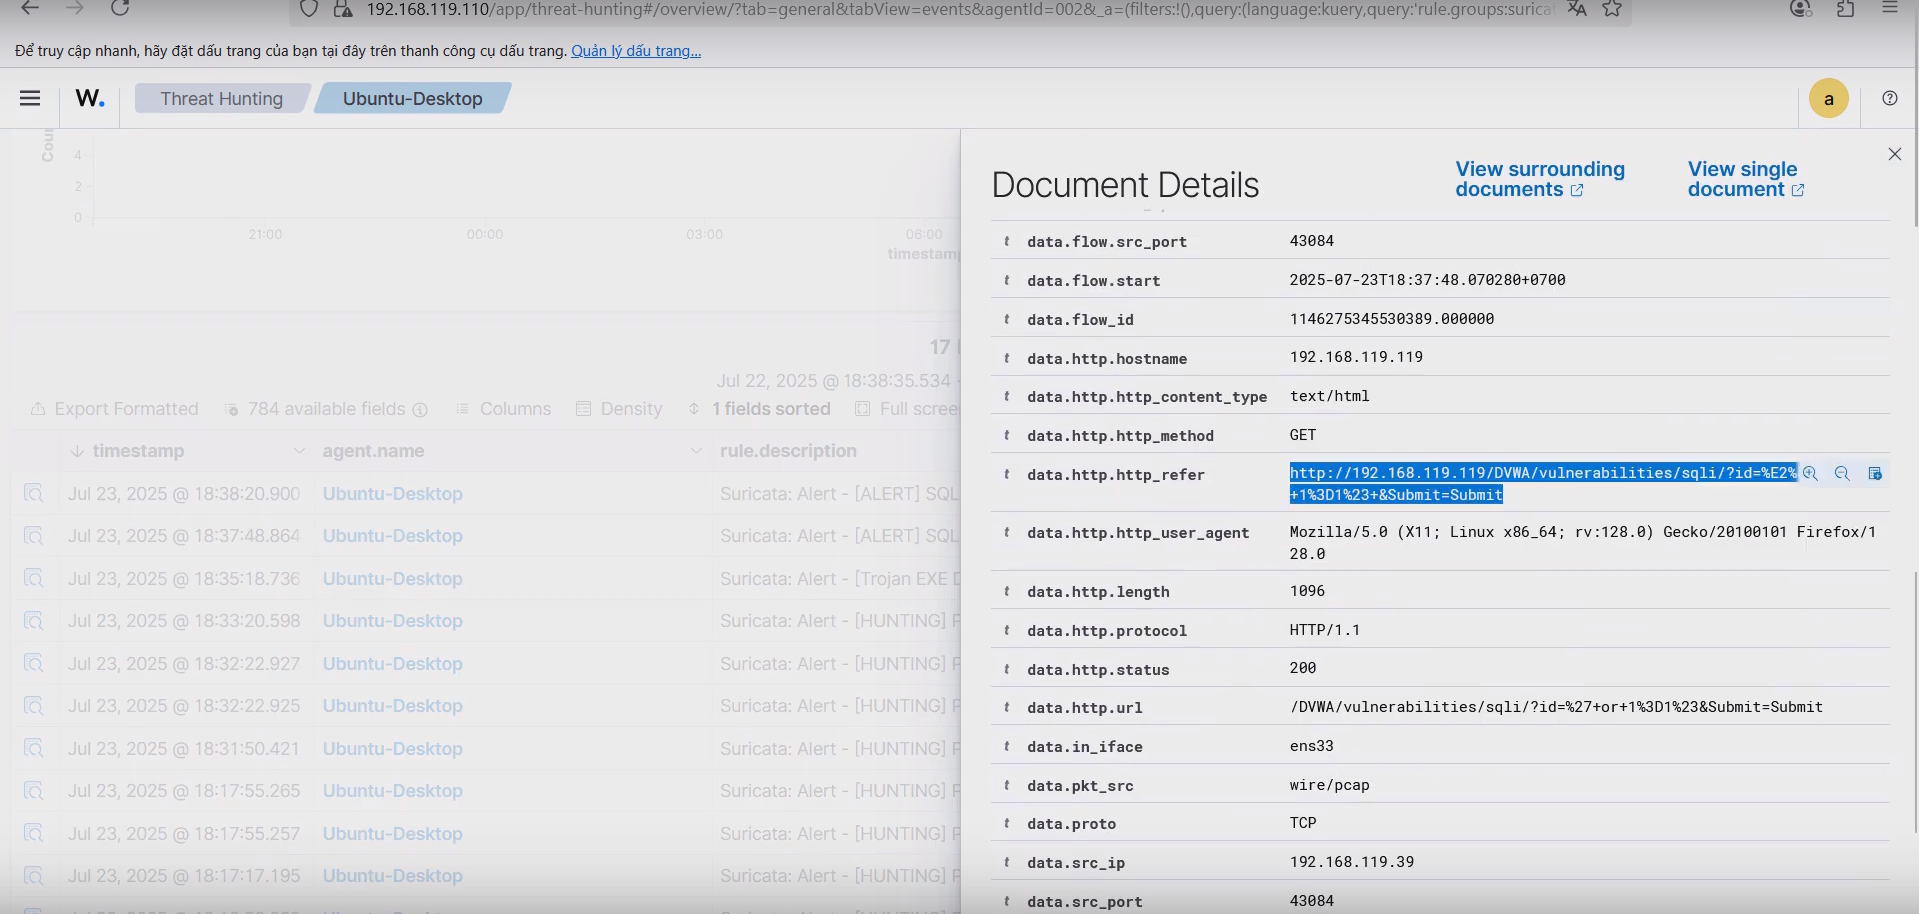 192.168.119.110/app/threat-hunting#/overview/?tab=general&tabView=events&agentId=002&_a=(filters:!(),query:(language:kuery,query:'rule.groups:surica
Để truy cập nhanh, hãy đặt dấu trang của bạn tại đây trên thanh công cụ dấu trang. Quản lý dấu trang...
W. Threat Hunting Ubuntu-Desktop a
Document Details
View surrounding documents
View single document
4
2
0
21:00 00:00 03:00 06:00
17
Jul 22, 2025 @ 18:38:35.534 -
Export Formatted 784 available fields Columns Density 1 fields sorted
timestamp agent.name rule.description
Jul 23, 2025 @ 18:38:20.900 Ubuntu-Desktop Suricata: Alert - [ALERT] SQL
Jul 23, 2025 @ 18:37:48.864 Ubuntu-Desktop Suricata: Alert - [ALERT] SQL
Jul 23, 2025 @ 18:35:18.736 Ubuntu-Desktop Suricata: Alert - [Trojan EXE
Jul 23, 2025 @ 18:33:20.598 Ubuntu-Desktop Suricata: Alert - [HUNTING]
Jul 23, 2025 @ 18:32:22.927 Ubuntu-Desktop Suricata: Alert - [HUNTING]
Jul 23, 2025 @ 18:32:22.925 Ubuntu-Desktop Suricata: Alert - [HUNTING]
Jul 23, 2025 @ 18:31:50.421 Ubuntu-Desktop Suricata: Alert - [HUNTING]
Jul 23, 2025 @ 18:17:55.265 Ubuntu-Desktop Suricata: Alert - [HUNTING]
Jul 23, 2025 @ 18:17:55.257 Ubuntu-Desktop Suricata: Alert - [HUNTING]
Jul 23, 2025 @ 18:17:17.195 Ubuntu-Desktop Suricata: Alert - [HUNTING]
t data.flow.src_port 43084
t data.flow.start 2025-07-23T18:37:48.070280+0700
t data.flow_id 1146275345530389.000000
t data.http.hostname 192.168.119.119
t data.http.http_content_type text/html
t data.http.http_method GET
t data.http.http_refer http://192.168.119.119/DVWA/vulnerabilities/sqli/?id=%E2%
+1%3D1%23+&Submit=Submit
t data.http.http_user_agent Mozilla/5.0 (X11; Linux x86_64; rv:128.0) Gecko/20100101 Firefox/1
28.0
t data.http.length 1096
t data.http.protocol HTTP/1.1
t data.http.status 200
t data.http.url /DVWA/vulnerabilities/sqli/?id=%27+or+1%3D1%23&Submit=Submit
t data.in_iface ens33
t data.pkt_src wire/pcap
t data.proto TCP
t data.src_ip 192.168.119.39
t data.src_port 43084